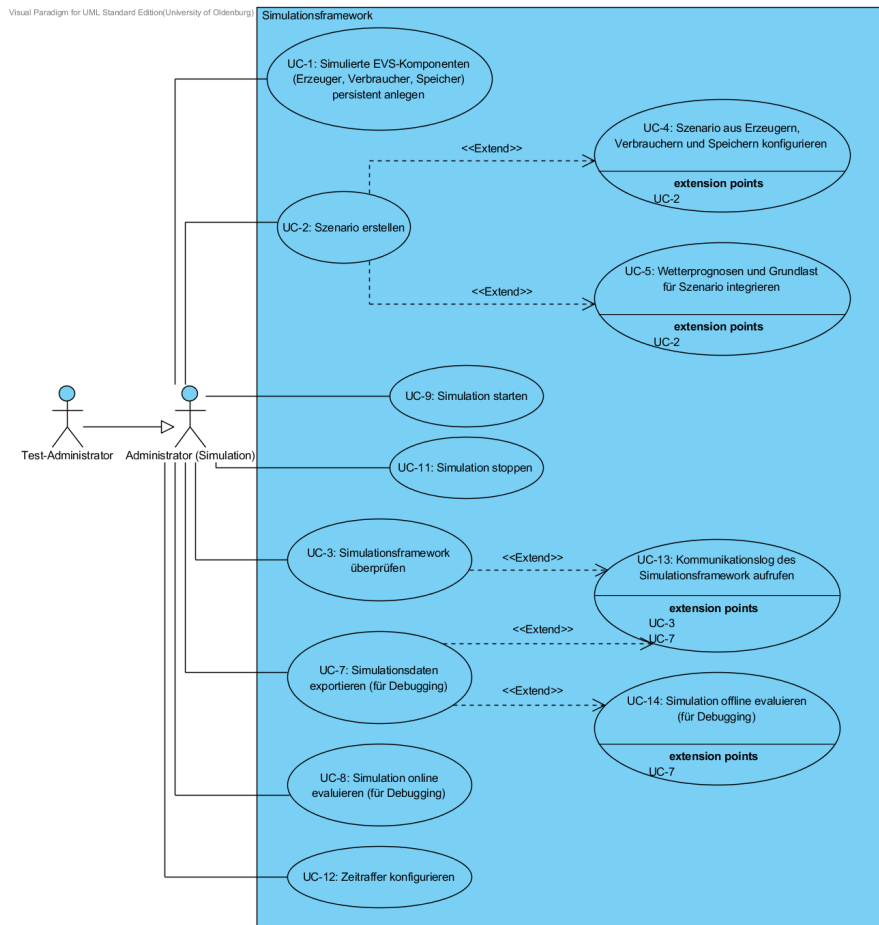 Visual Paradigm for UML Standard Edition(University of Oldenburg)
Simulationsframework
UC-1: Simulierte EVS-Komponenten
(Erzeuger, Verbraucher, Speicher)
persistent anlegen
UC-4: Szenario aus Erzeugern,
Verbrauchern und Speichern konfigurieren
extension points
UC-2
<<Extend>>
UC-2: Szenario erstellen
<<Extend>>
UC-5: Wetterprognosen und Grundlast
für Szenario integrieren
extension points
UC-2
UC-9: Simulation starten
Test-Administrator
Administrator (Simulation)
UC-11: Simulation stoppen
UC-3: Simulationsframework
überprüfen
<<Extend>>
UC-13: Kommunikationslog des
Simulationsframework aufrufen
extension points
UC-3
UC-7
<<Extend>>
UC-7: Simulationsdaten
exportieren (für Debugging)
<<Extend>>
UC-14: Simulation offline evaluieren
(für Debugging)
extension points
UC-7
UC-8: Simulation online
evaluieren (für Debugging)
UC-12: Zeitraffer konfigurieren